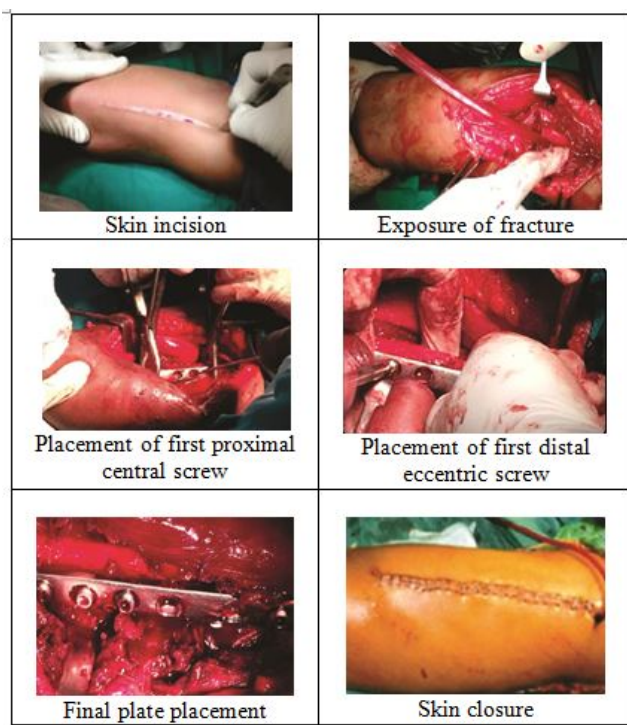 Skin incision
Exposure of fracture
Placement of first proximal
central screw
Placement of first distal
eccentric screw
Final plate placement
Skin closure